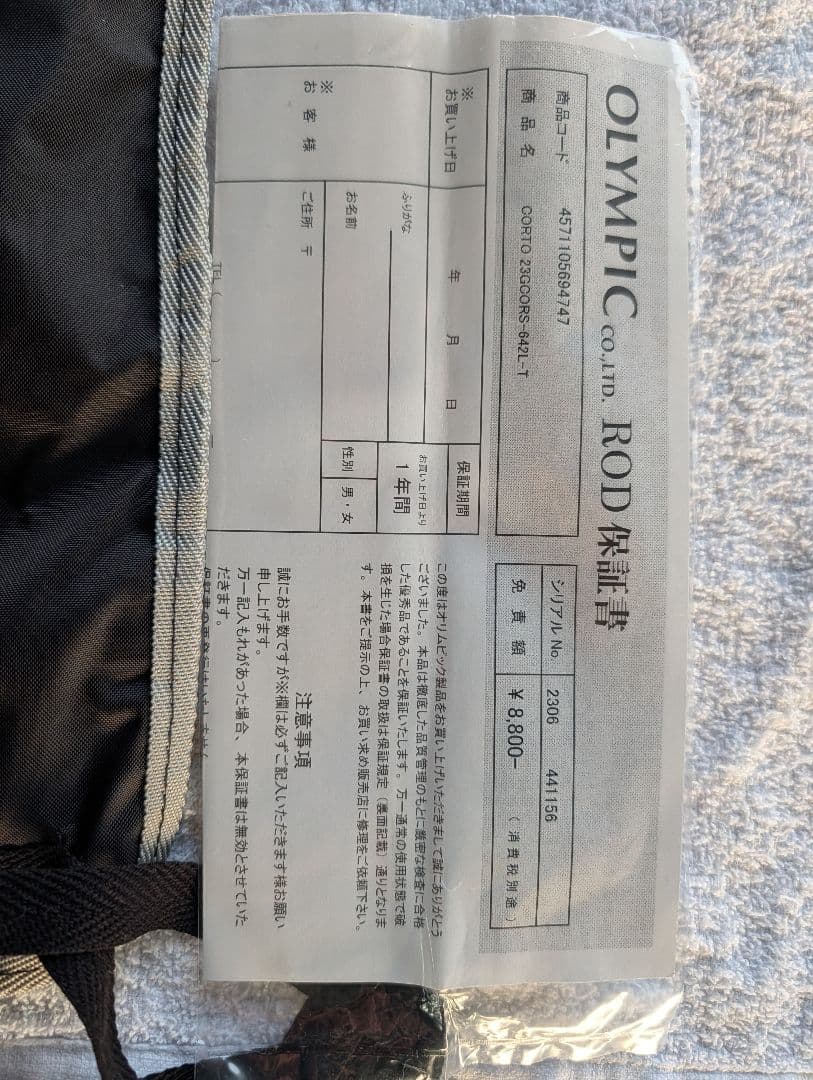 OLYMPIC CO.,LTD. ROD 保証書
商品コード 4571105694747
商品名 CORTO 23GCORS-642L-T
シリアル No. 2306 441156
免責額 ¥8,800− (消費税別途)
※お買い上げ日 年 月 日
保証期間
お買い上げ日より
1年間
※お客様
ふりがな
お名前
性別 男・女
ご住所 〒
TEL ( )
この度はオリムピック製品をお買い上げいただきまして誠にありがとう
ございました。本品は徹底した品質管理のもとに厳密な検査に合格
した優秀品であることを保証いたします。万一通常の使用状態で破
損を生じた場合保証書の取扱は保証規定(裏面記載)通りとなりま
す。本書をご提示の上、お買い求め販売店に修理をご依頼下さい。
注意事項
誠にお手数ですが※欄は必ずご記入いただきます様お願い
申し上げます。
万一記入もれがあった場合、本保証書は無効とさせていた
だきます。